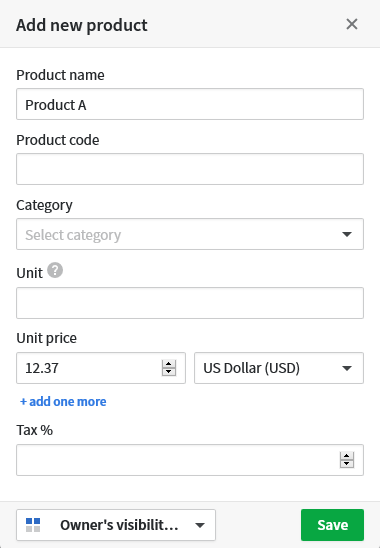 Add new product
Product name
Product A
Product code
Category
Select category
Unit ?
Unit price
12.37 US Dollar (USD)
+ add one more
Tax %
Owner's visibilit... Save